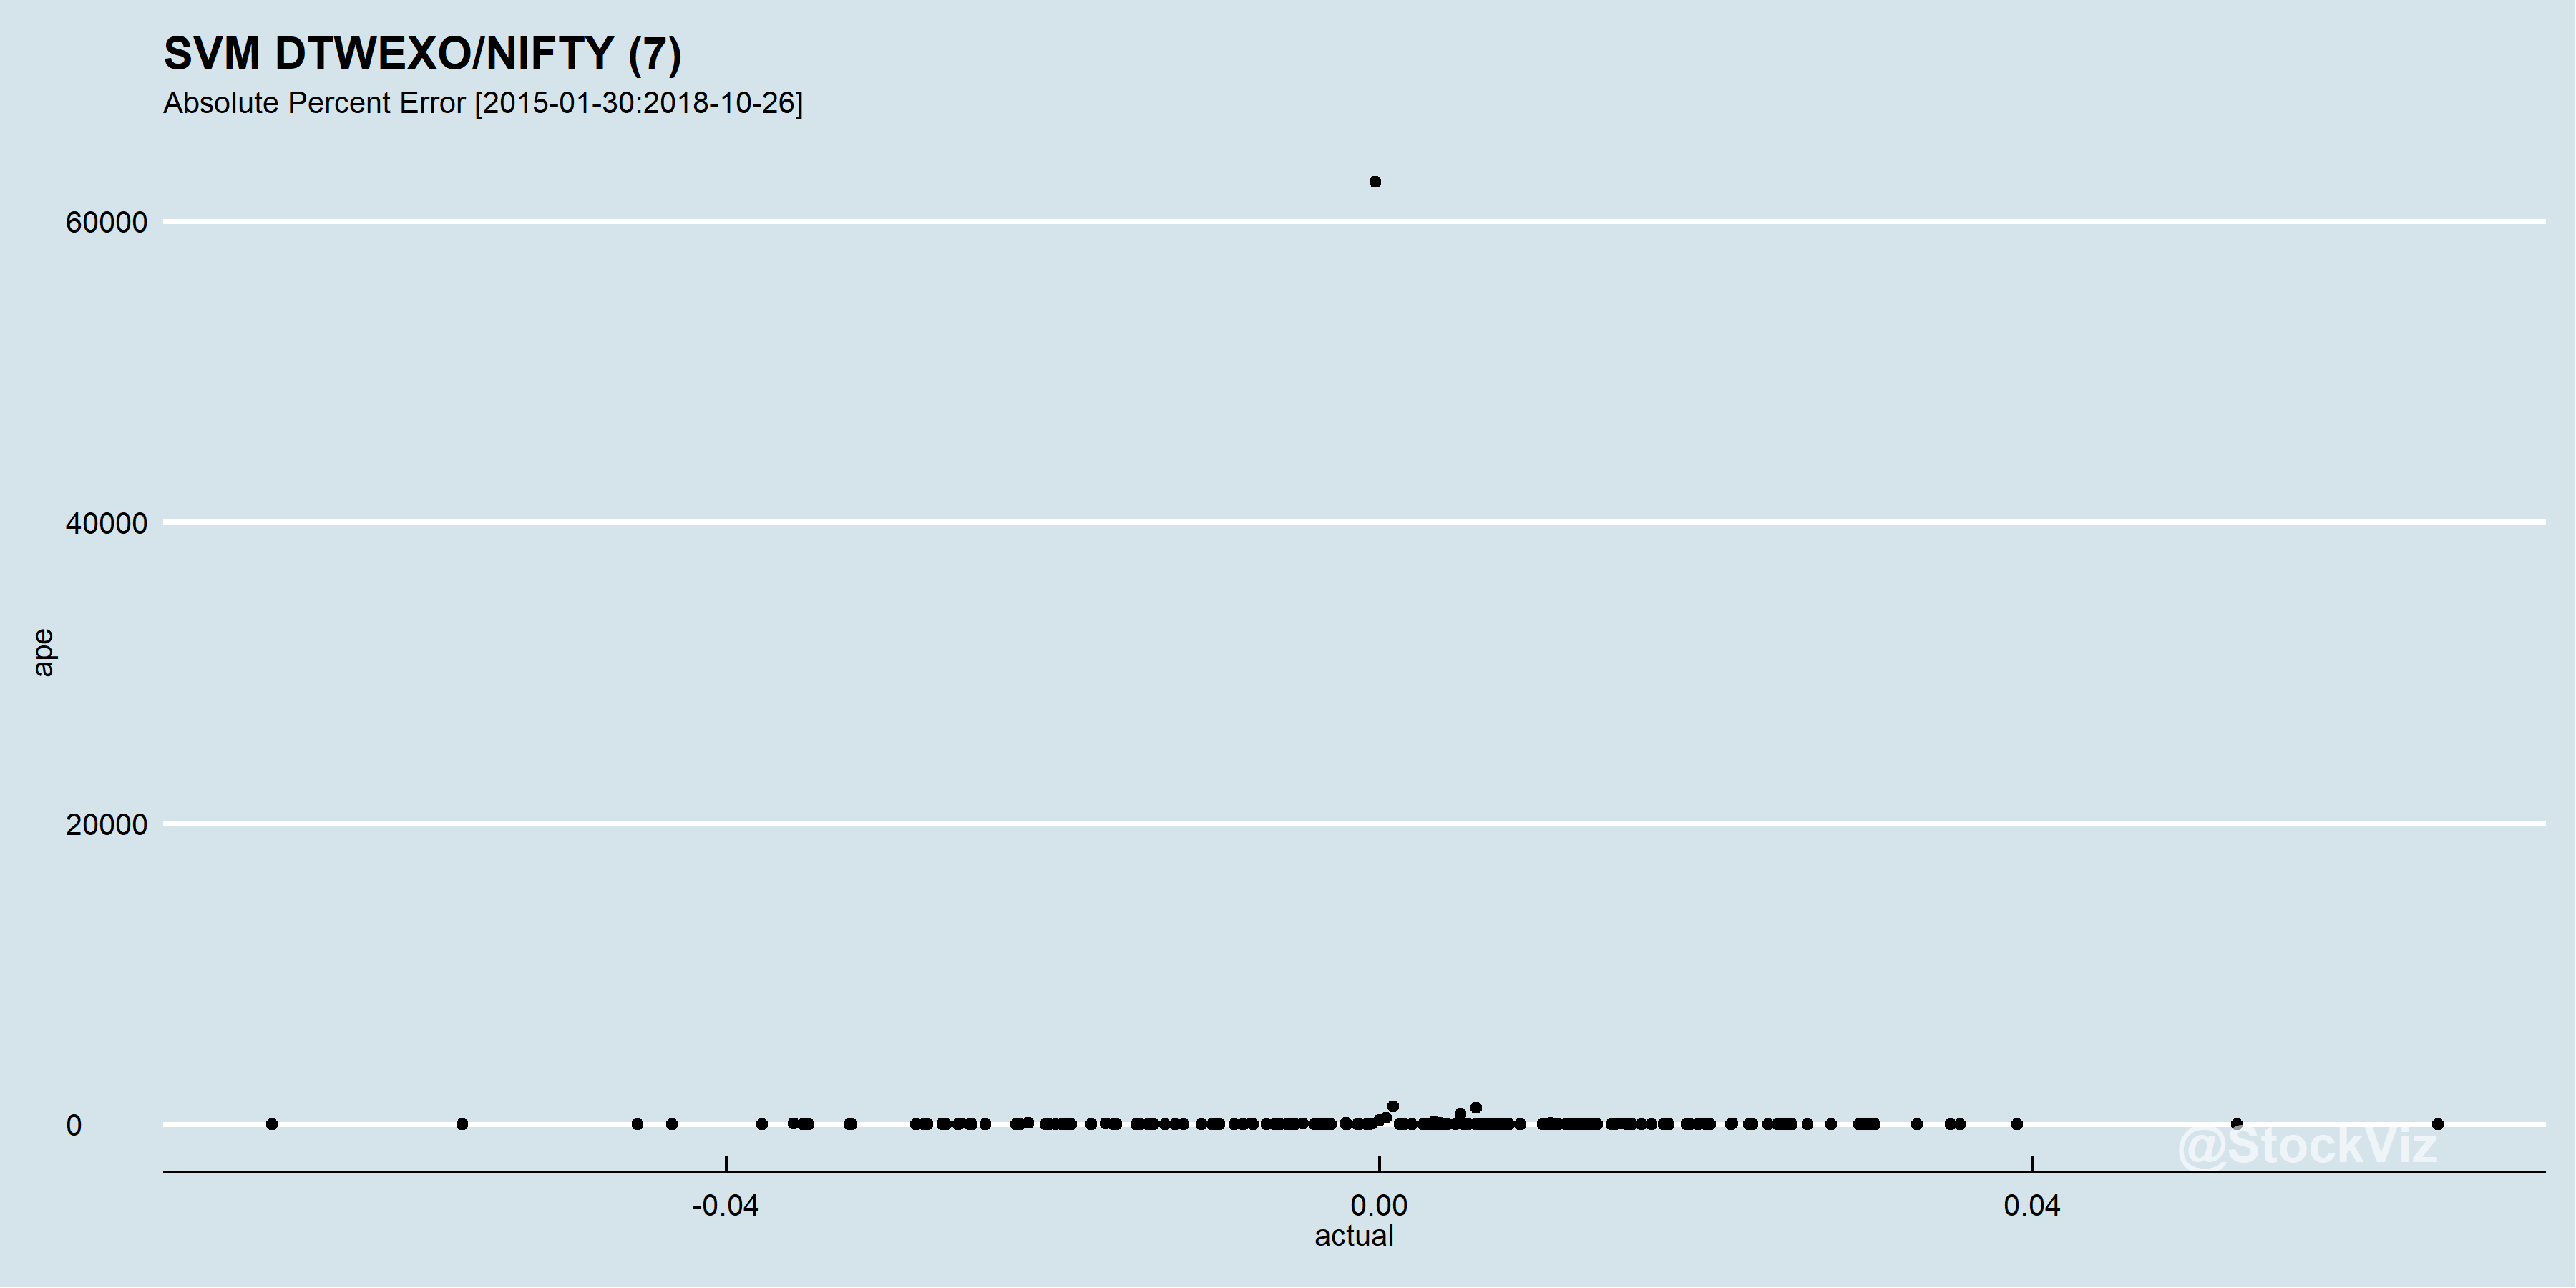 SVM DTWEXO/NIFTY (7)
Absolute Percent Error [2015-01-30:2018-10-26]
60000
40000
ape
20000
0
@StockViz
-0.04 0.00 0.04
actual